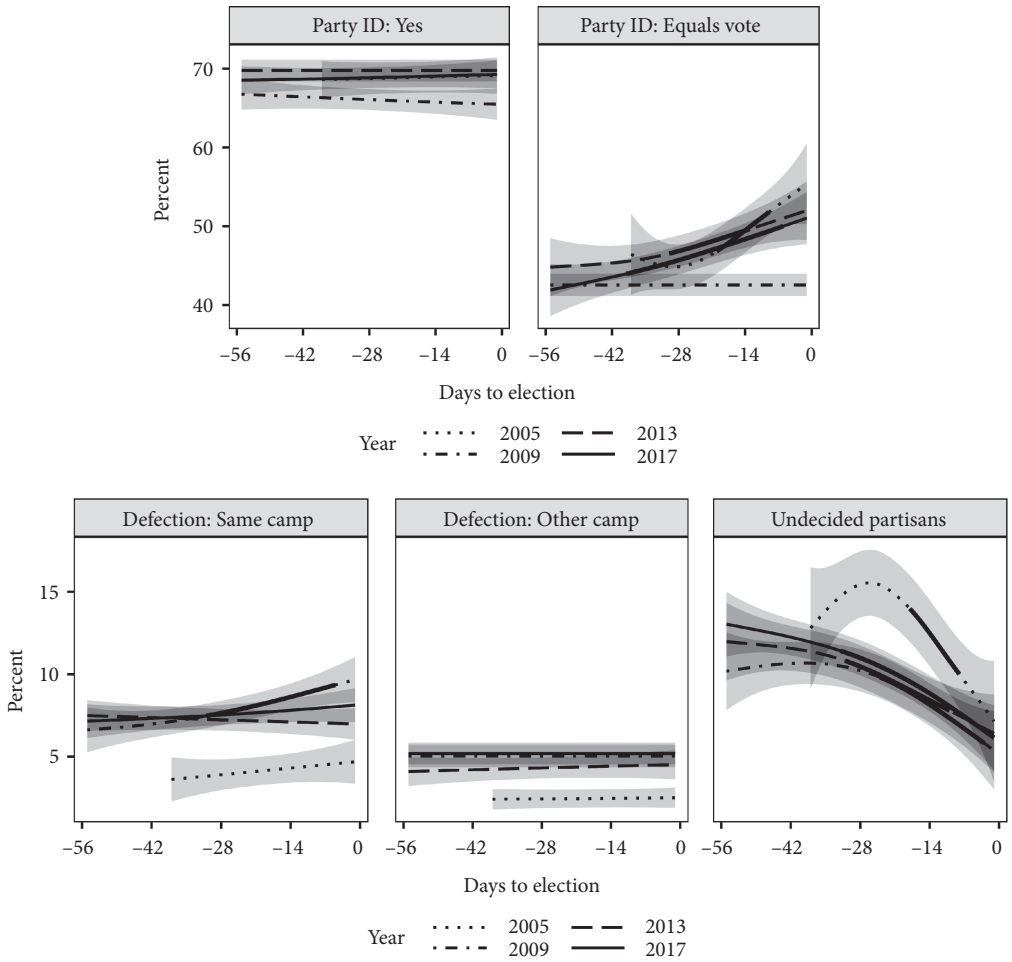 Party ID: Yes
Party ID: Equals vote
Percent
70
60
50
40
–56 –42 –28 –14 0
–56 –42 –28 –14 0
Days to election
Year
2005 2013
2009 2017
Defection: Same camp
Defection: Other camp
Undecided partisans
Percent
15
10
5
–56 –42 –28 –14 0
–56 –42 –28 –14 0
–56 –42 –28 –14 0
Days to election
Year
2005 2013
2009 2017